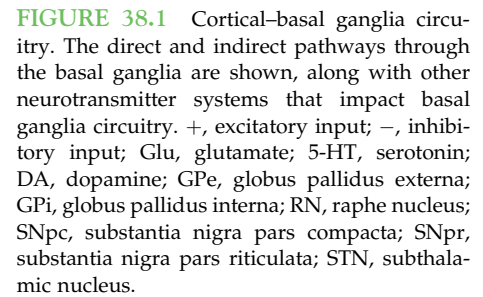 FIGURE 38.1 Cortical–basal ganglia circu-
itry. The direct and indirect pathways through
the basal ganglia are shown, along with other
neurotransmitter systems that impact basal
ganglia circuitry. +, excitatory input; −, inhibi-
tory input; Glu, glutamate; 5-HT, serotonin;
DA, dopamine; GPe, globus pallidus externa;
GPi, globus pallidus interna; RN, raphe nucleus;
SNpc, substantia nigra pars compacta; SNpr,
substantia nigra pars riticulata; STN, subthala-
mic nucleus.